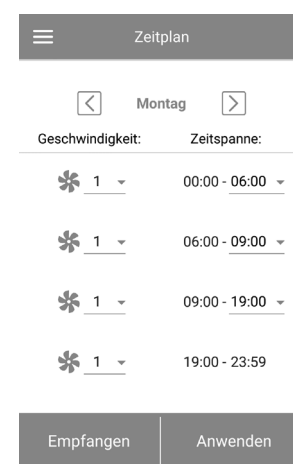 Zeitplan
Montag
Geschwindigkeit: Zeitspanne:
1 00:00 - 06:00
1 06:00 - 09:00
1 09:00 - 19:00
1 19:00 - 23:59
Empfangen Anwenden